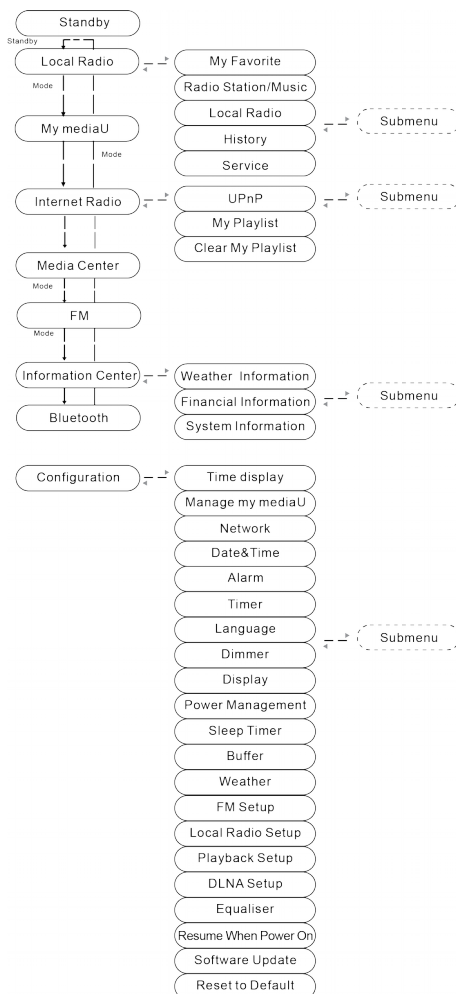 Standby
Standby
Local Radio
My Favorite
Mode
Radio Station/Music
Local Radio
Submenu
My mediaU
History
Mode
Service
Internet Radio
UPnP
Submenu
My Playlist
Clear My Playlist
Media Center
Mode
FM
Mode
Information Center
Weather Information
Financial Information
Submenu
Bluetooth
System Information
Configuration
Time display
Manage my mediaU
Network
Date&Time
Alarm
Timer
Language
Submenu
Dimmer
Display
Power Management
Sleep Timer
Buffer
Weather
FM Setup
Local Radio Setup
Playback Setup
DLNA Setup
Equaliser
Resume When Power On
Software Update
Reset to Default